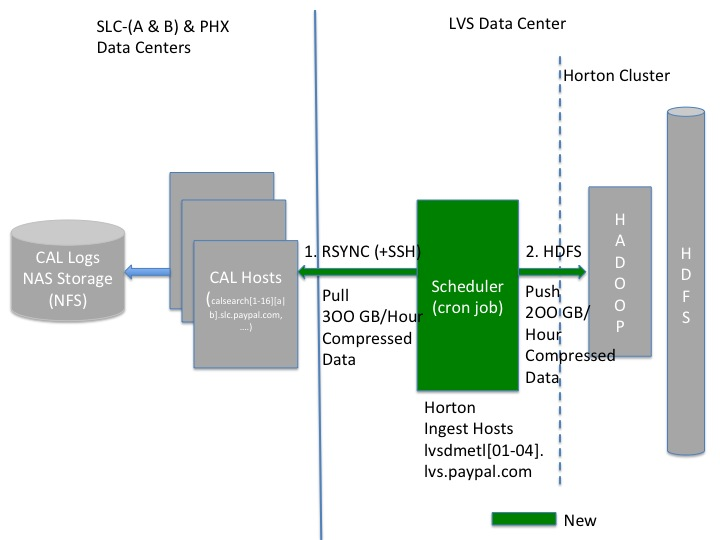 SLC-(A & B) & PHX
Data Centers
LVS Data Center
Horton Cluster
CAL Logs
NAS Storage
(NFS)
CAL Hosts
(calsearch[1-16][a]
b].slc.paypal.com,
....)
1. RSYNC (+SSH)
Pull
300 GB/Hour
Compressed
Data
Scheduler
(cron job)
2. HDFS
Push
200 GB/
Hour
Compressed
Data
H
A
D
O
O
P
H
D
F
S
Horton
Ingest Hosts
lvsdmetl[01-04].
lvs.paypal.com
New